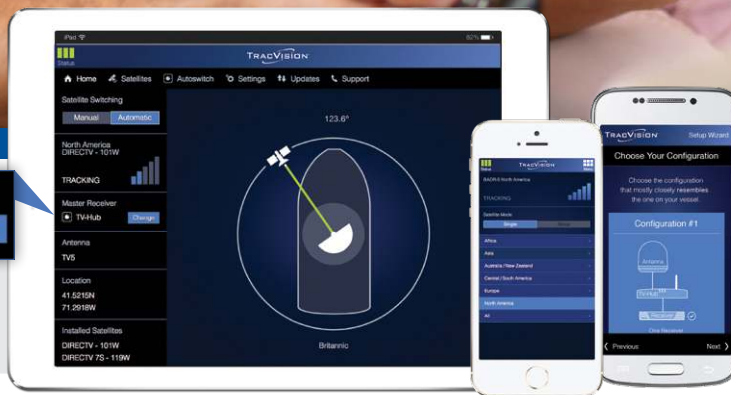 iPad
82%
Status
TRACVISION
Home
Satellites
Autoswitch
Settings
Updates
Support
Satellite Switching
Manual
Automatic
North America
DIRECTV - 101W
TRACKING
Master Receiver
TV-Hub
Change
Antenna
TV5
Location
41.5215N
71.2918W
Installed Satellites
DIRECTV - 101W
DIRECTV 7S - 119W
123.6°
Britannic
Status
TRACVISION
Menu
North America
TRACKING
Satellite Mode
Single
Africa
Asia
Australia / New Zealand
Central / South America
Europe
North America
All
TRACVISION
Setup Wizard
Choose Your Configuration
Choose the configuration
that mostly closely resembles
the one on your vessel.
Configuration #1
Antenna
TV-Hub
Receiver
One Receiver
Previous
Next